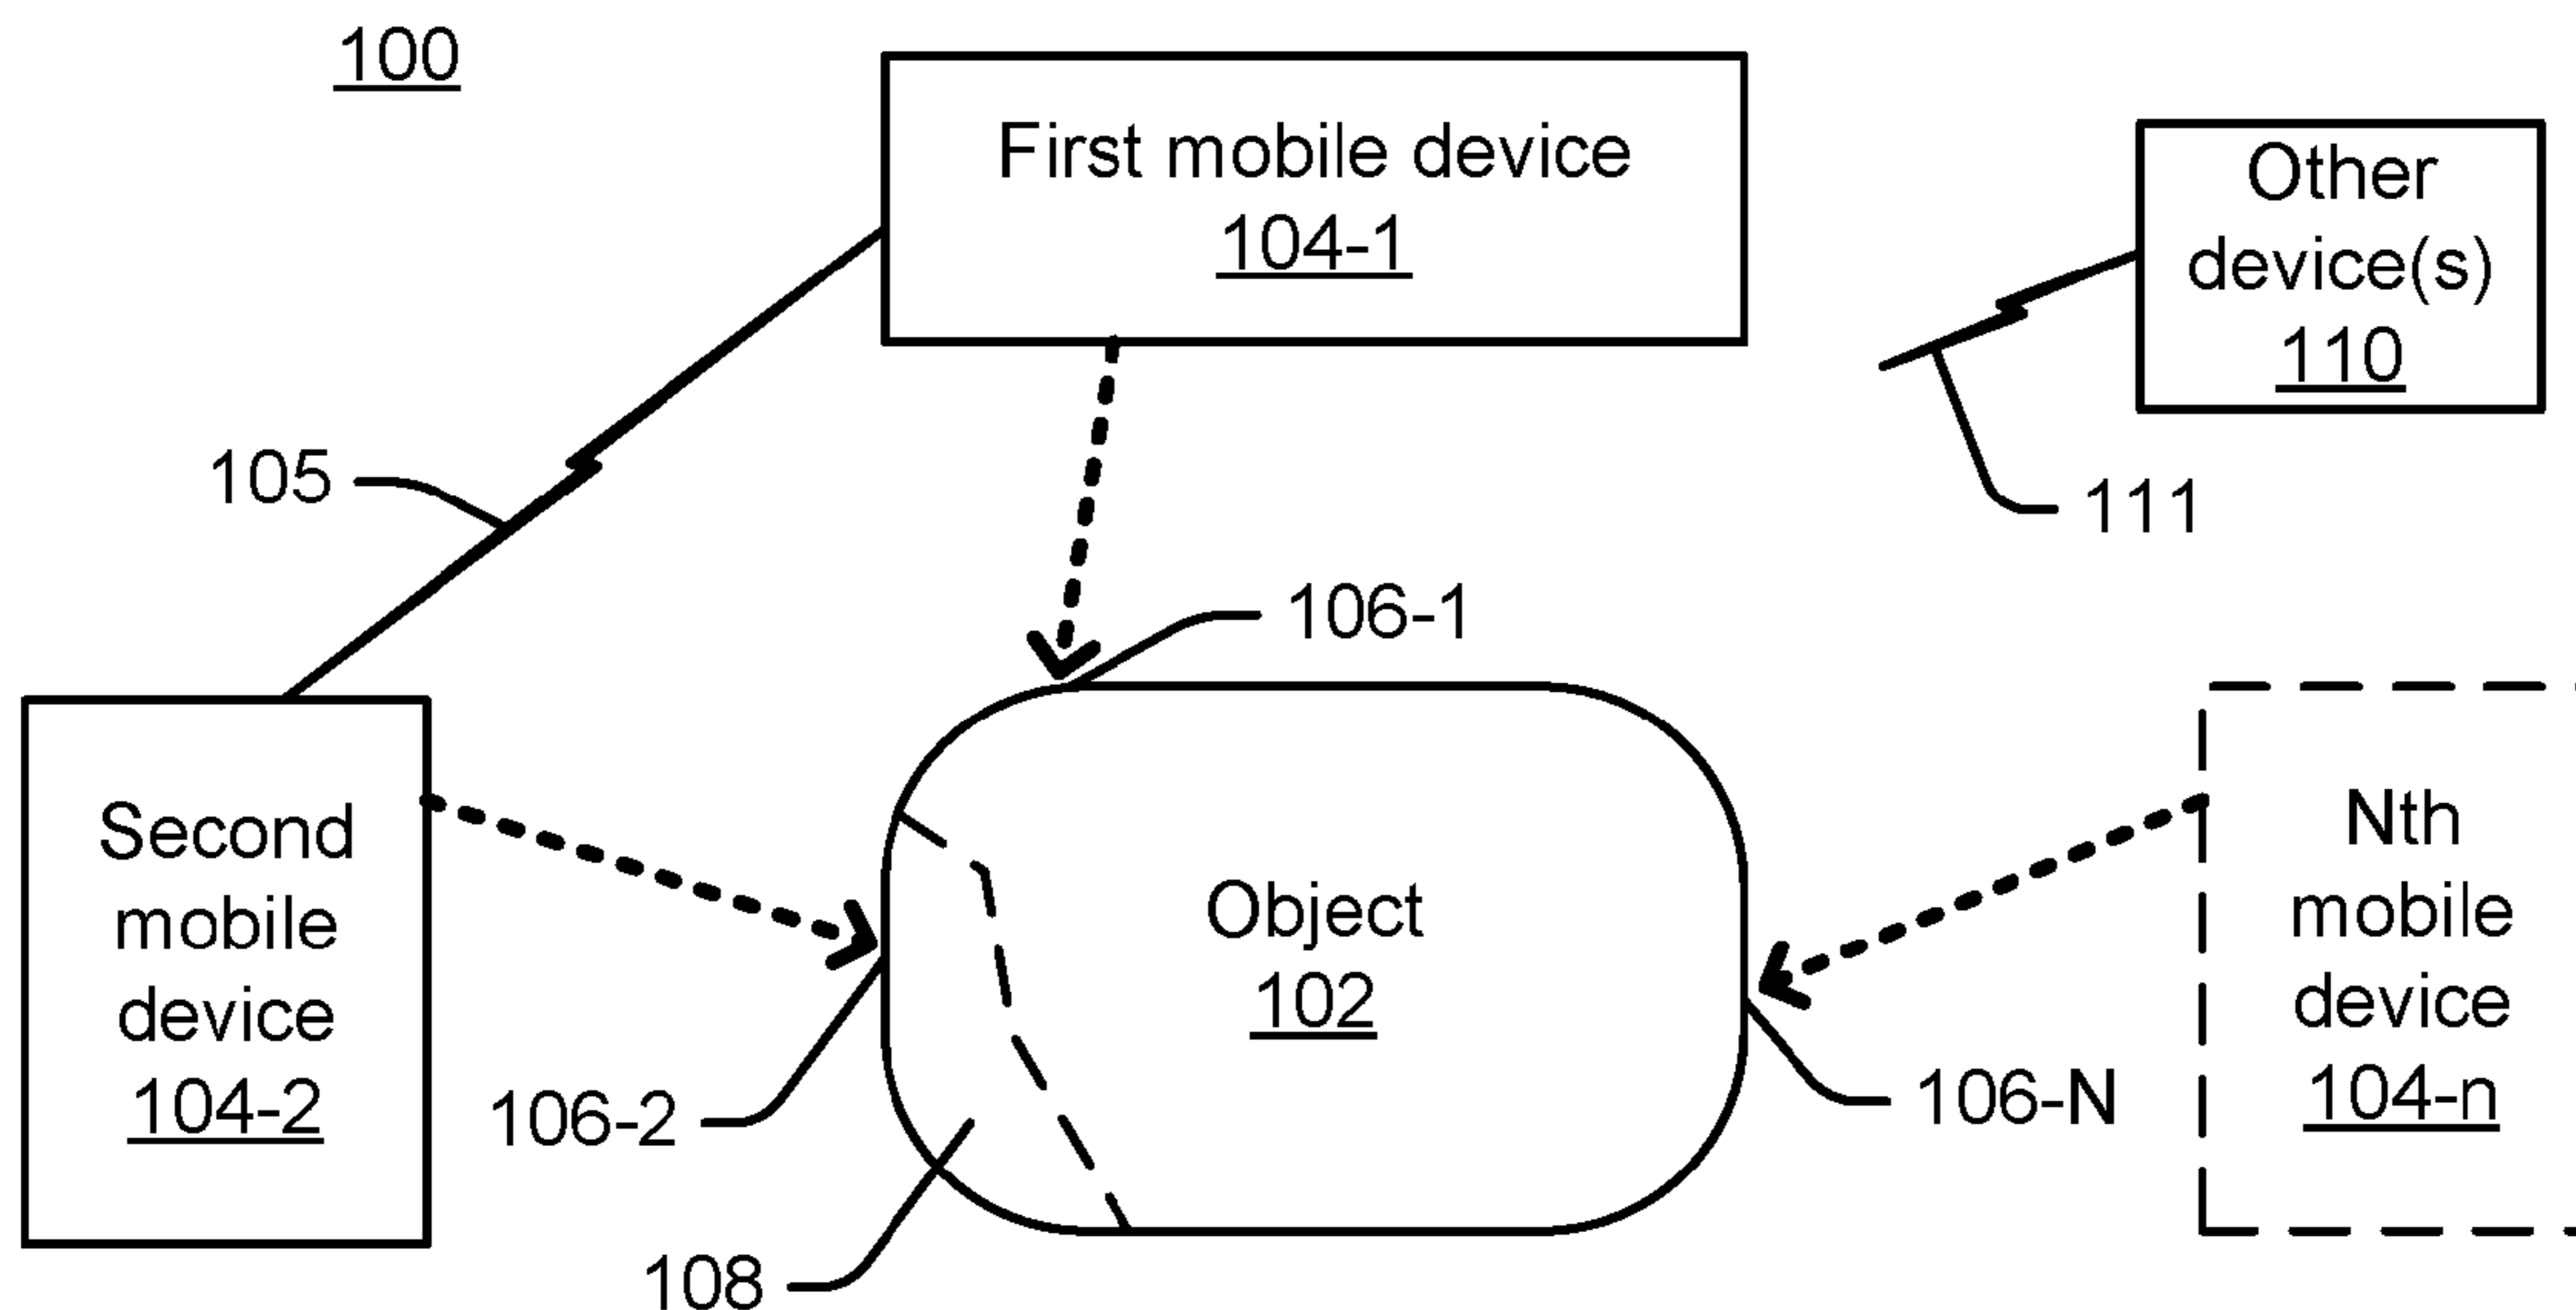 100
First mobile device
104-1
Other
device(s)
110
105
111
106-1
Second
mobile
device
104-2
Object
102
Nth
mobile
device
104-n
106-2
106-N
108